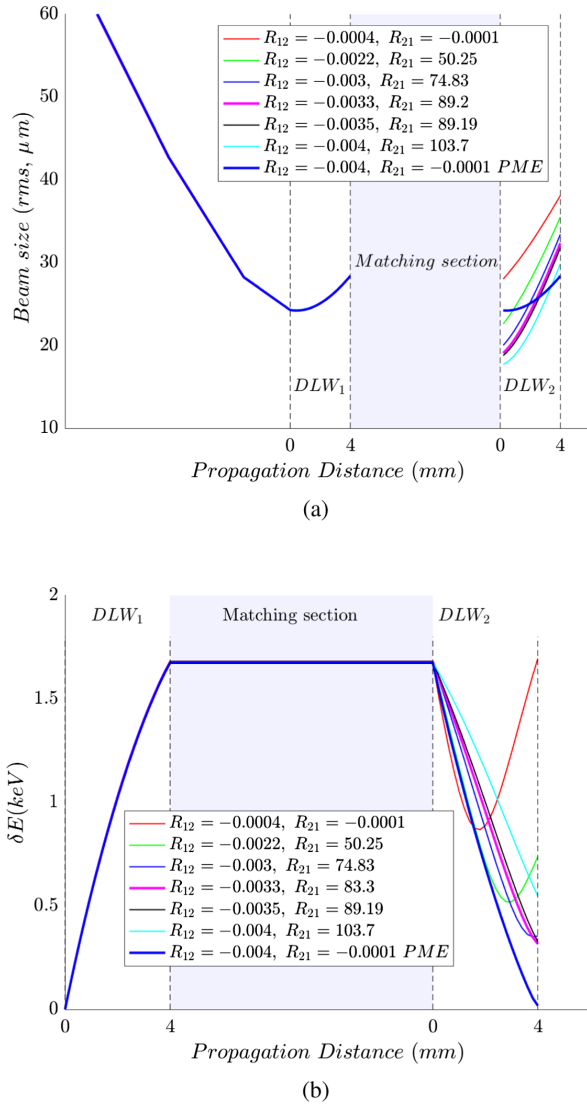 60
50
40
30
20
10
Beam size (rms, μm)
R12 = −0.0004, R21 = −0.0001
R12 = −0.0022, R21 = 50.25
R12 = −0.003, R21 = 74.83
R12 = −0.0033, R21 = 89.2
R12 = −0.0035, R21 = 89.19
R12 = −0.004, R21 = 103.7
R12 = −0.004, R21 = −0.0001 PME
Matching section
DLW1
DLW2
0 4 0 4
Propagation Distance (mm)
(a)
2
1.5
1
0.5
0
δE(keV)
DLW1
Matching section
DLW2
R12 = −0.0004, R21 = −0.0001
R12 = −0.0022, R21 = 50.25
R12 = −0.003, R21 = 74.83
R12 = −0.0033, R21 = 83.3
R12 = −0.0035, R21 = 89.19
R12 = −0.004, R21 = 103.7
R12 = −0.004, R21 = −0.0001 PME
0 4 0 4
Propagation Distance (mm)
(b)